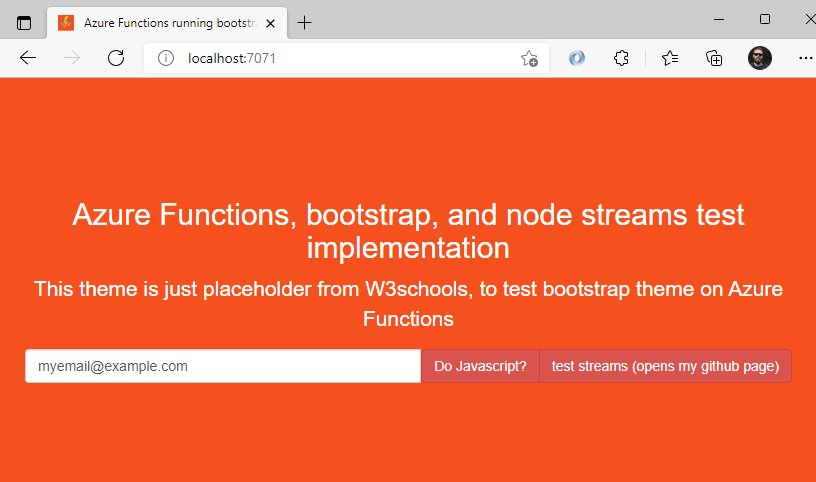 Azure Functions running bootstr
localhost:7071
Azure Functions, bootstrap, and node streams test
implementation
This theme is just placeholder from W3schools, to test bootstrap theme on Azure
Functions
myemail@example.com Do Javascript? test streams (opens my github page)